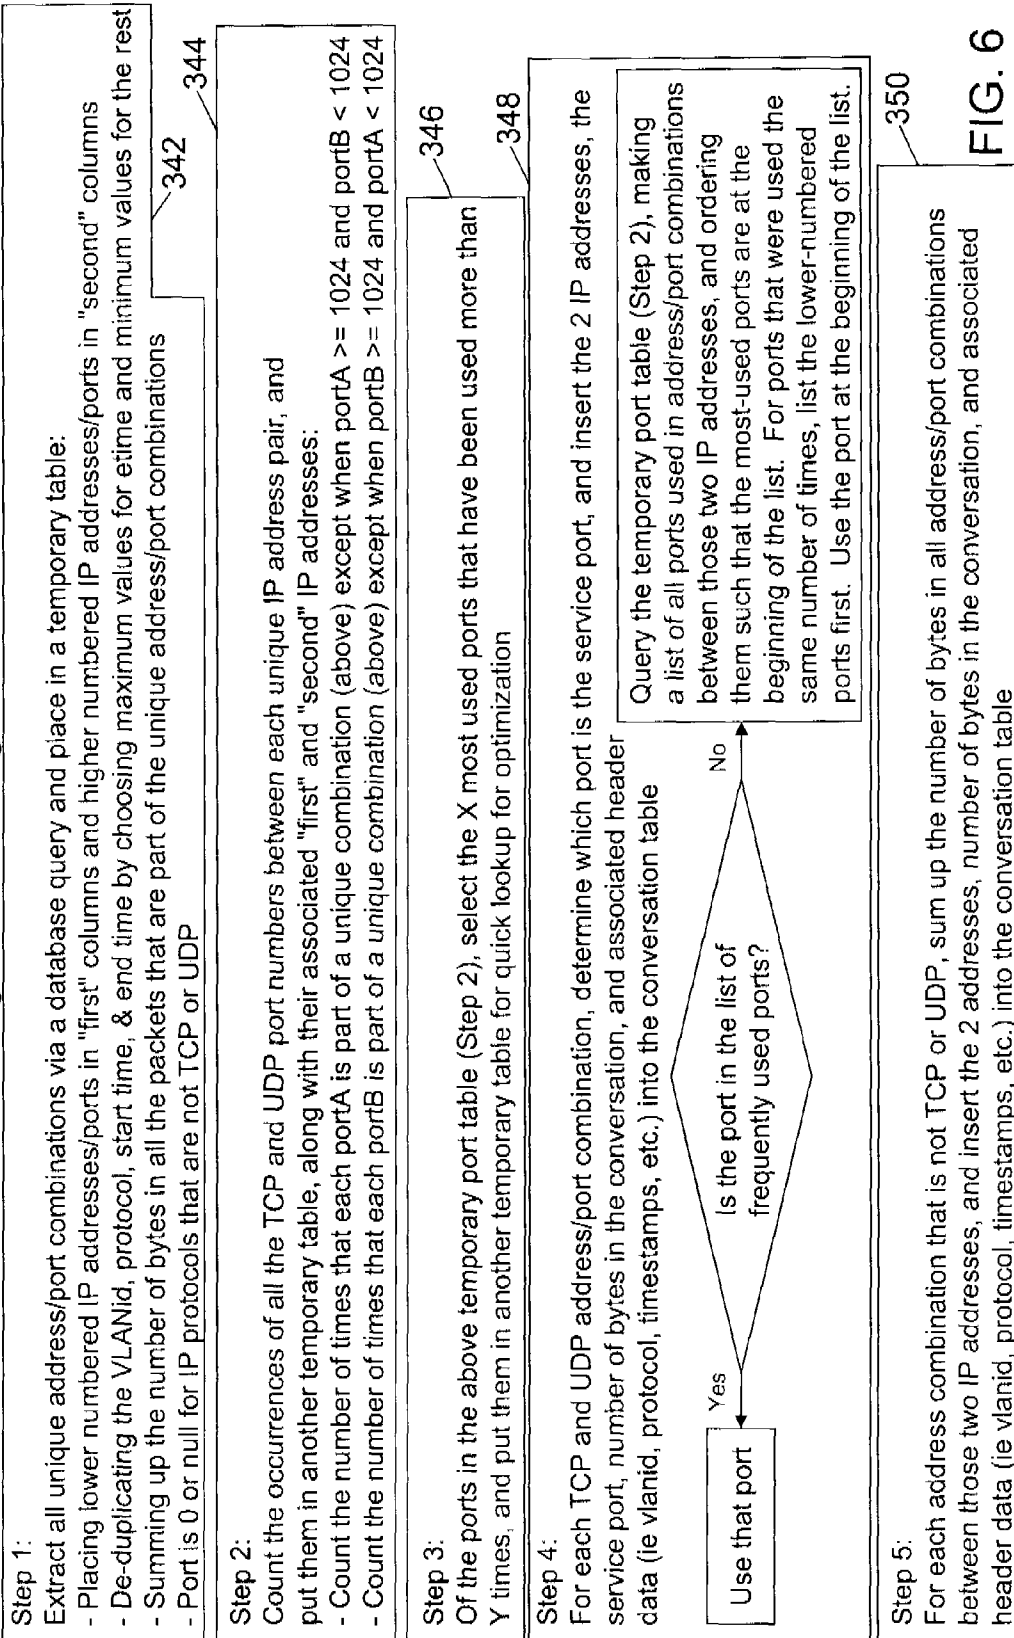 Step 1:
Extract all unique address/port combinations via a database query and place in a temporary table:
- Placing lower numbered IP addresses/ports in "first" columns and higher numbered IP addresses/ports in "second" columns
- De-duplicating the VLANid, protocol, start time, & end time by choosing maximum values for etime and minimum values for the rest
- Summing up the number of bytes in all the packets that are part of the unique address/port combinations
- Port is 0 or null for IP protocols that are not TCP or UDP
342
Step 2:
Count the occurrences of all the TCP and UDP port numbers between each unique IP address pair, and
put them in another temporary table, along with their associated "first" and "second" IP addresses:
- Count the number of times that each portA is part of a unique combination (above) except when portA >= 1024 and portB < 1024
- Count the number of times that each portB is part of a unique combination (above) except when portB >= 1024 and portA < 1024
344
Step 3:
Of the ports in the above temporary port table (Step 2), select the X most used ports that have been used more than
Y times, and put them in another temporary table for quick lookup for optimization
346
Step 4:
For each TCP and UDP address/port combination, determine which port is the service port, and insert the 2 IP addresses, the
service port, number of bytes in the conversation, and associated header
data (ie vlanid, protocol, timestamps, etc.) into the conversation table
348
Use that port
Yes
Is the port in the list of
frequently used ports?
No
Query the temporary port table (Step 2), making
a list of all ports used in address/port combinations
between those two IP addresses, and ordering
them such that the most-used ports are at the
beginning of the list. For ports that were used the
same number of times, list the lower-numbered
ports first. Use the port at the beginning of the list.
Step 5:
For each address combination that is not TCP or UDP, sum up the number of bytes in all address/port combinations
between those two IP addresses, and insert the 2 addresses, number of bytes in the conversation, and associated
header data (ie vlanid, protocol, timestamps, etc.) into the conversation table
350
FIG. 6